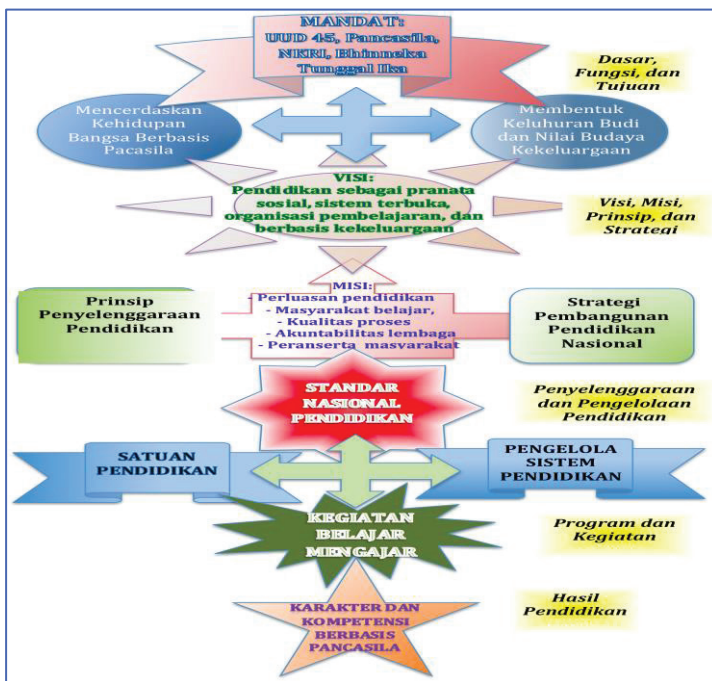 MANDAT:
UUD 45, Pancasila,
NKRI, Bhinneka
Tunggal Ika
Dasar,
Fungsi, dan
Tujuan
Mencerdaskan
Kehidupan
Bangsa Berbasis
Pacasila
Membentuk
Keluhuran Budi
dan Nilai Budaya
Kekeluargaan
VISI:
Pendidikan sebagai pranata
sosial, sistem terbuka,
organisasi pembelajaran, dan
berbasis kekeluargaan
Visi, Misi,
Prinsip, dan
Strategi
Prinsip
Penyelenggaraan
Pendidikan
MISI:
- Perluasan pendidikan
- Masyarakat belajar,
- Kualitas proses
- Akuntabilitas lembaga
- Peranserta masyarakat
Strategi
Pembangunan
Pendidikan
Nasional
STANDAR
NASIONAL
PENDIDIKAN
Penyelenggaraan
dan Pengelolaan
Pendidikan
SATUAN
PENDIDIKAN
PENGELOLA
SISTEM
PENDIDIKAN
KEGIATAN
BELAJAR
MENGAJAR
Program dan
Kegiatan
KARAKTER DAN
KOMPETENSI
BERBASIS
PANCASILA
Hasil
Pendidikan